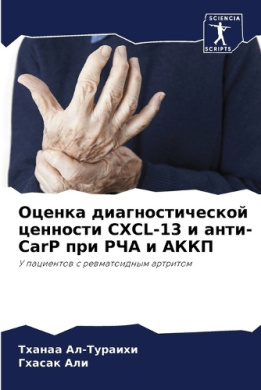 SCIENCIA
SCRIPTS
Оценка диагностической
ценности CXCL-13 и анти-
CarP при РЧА и АККП
У пациентов с ревматоидным артритом
Тханаа Ал-Тураихи
Гхасак Али